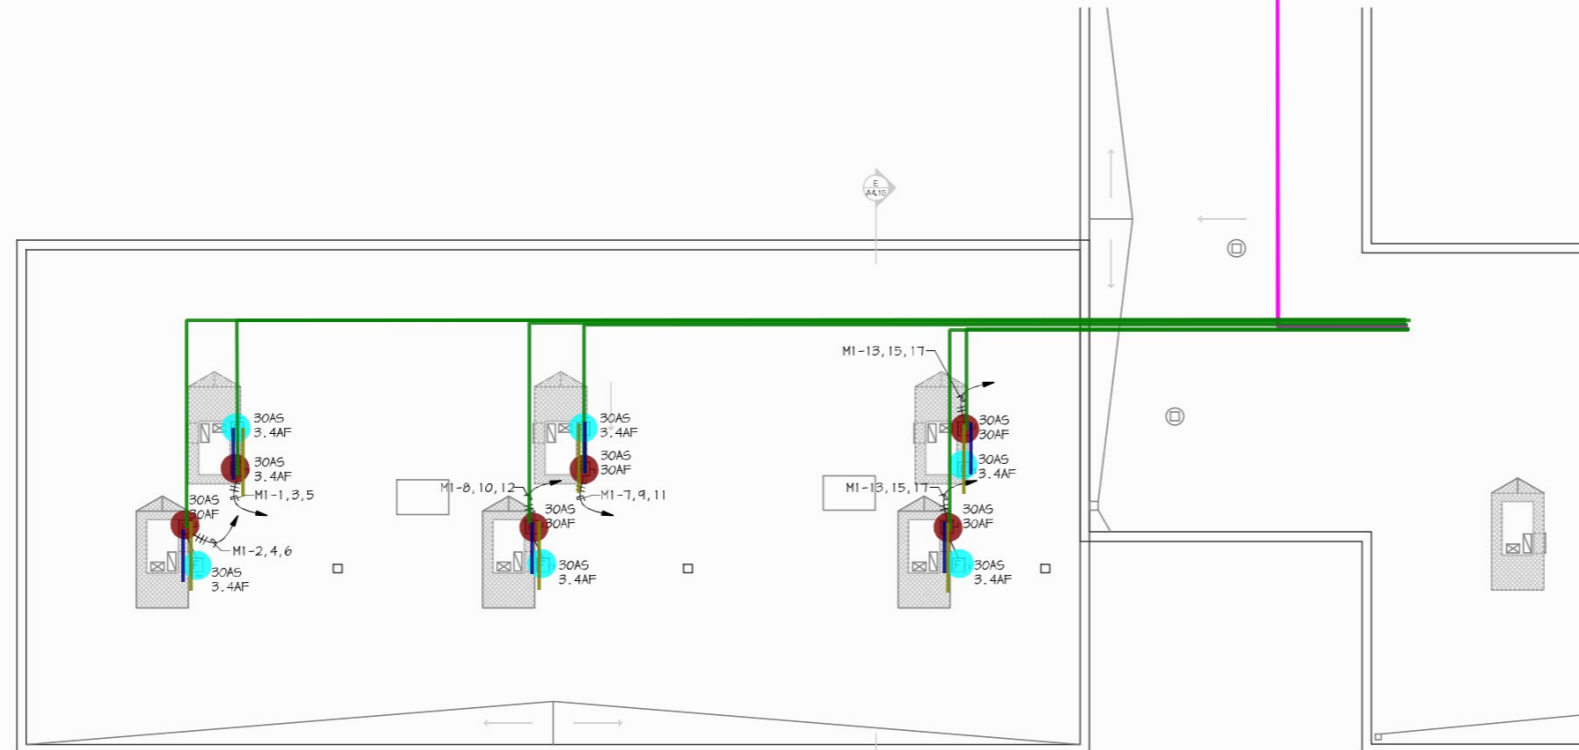 E
A4.10
M1-13,15,17
30AS
3.4AF
30AS
3.4AF
M1-1,3,5
30AS
30AF
M1-2,4,6
30AS
3.4AF
30AS
3.4AF
30AS
30AF
M1-8,10,12
M1-7,9,11
30AS
30AF
30AS
3.4AF
30AS
30AF
30AS
3.4AF
M1-13,15,17
30AS
30AF
30AS
3.4AF